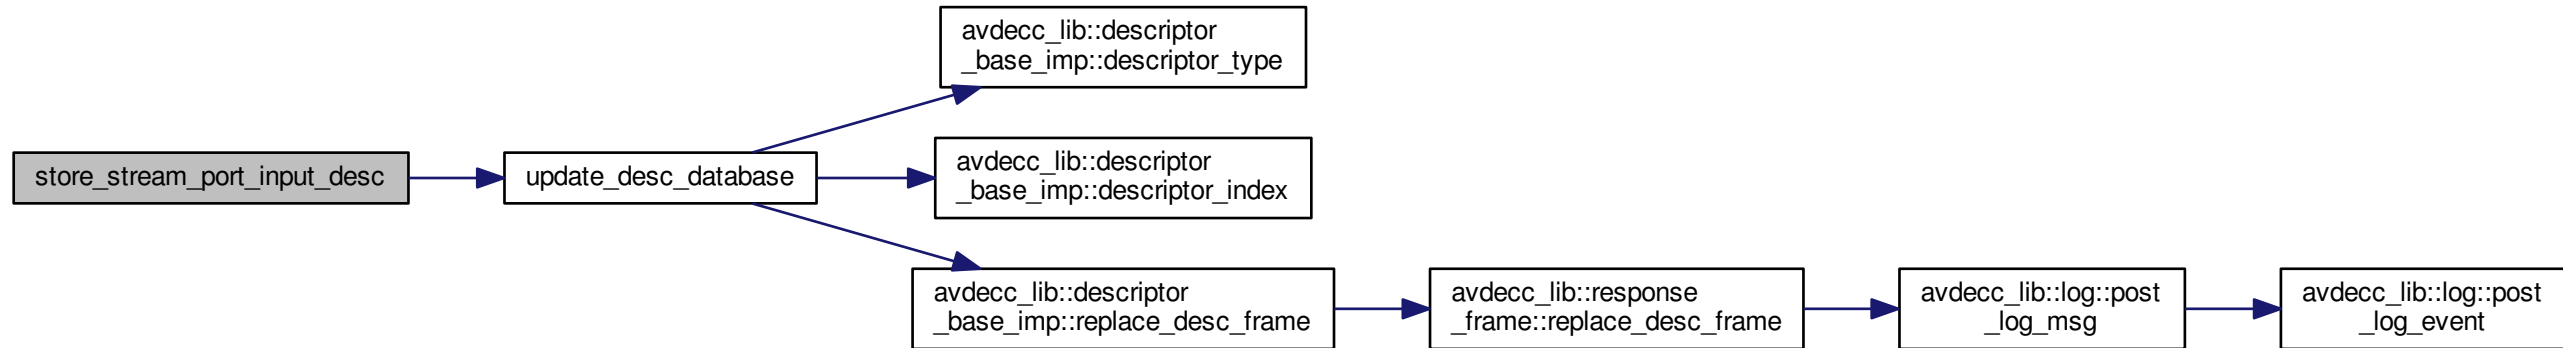 store_stream_port_input_desc
update_desc_database
avdecc_lib::descriptor
_base_imp::descriptor_type
avdecc_lib::descriptor
_base_imp::descriptor_index
avdecc_lib::descriptor
_base_imp::replace_desc_frame
avdecc_lib::response
_frame::replace_desc_frame
avdecc_lib::log::post
_log_msg
avdecc_lib::log::post
_log_event